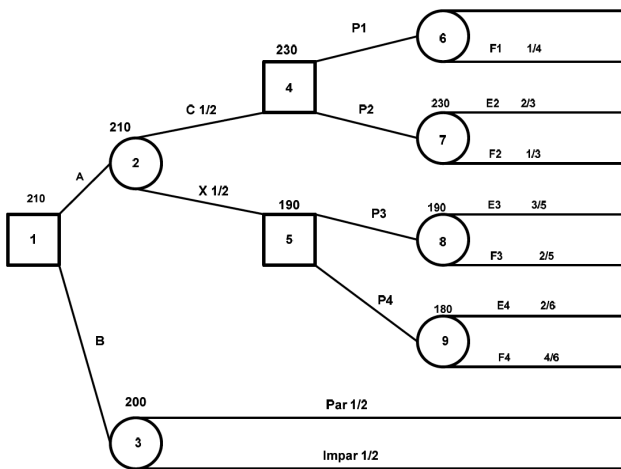 P1
6
F1 1/4
230
4
C 1/2
P2
230
E2 2/3
7
F2 1/3
210
2
A
X 1/2
210
1
190
5
P3
190
E3 3/5
8
F3 2/5
P4
180
E4 2/6
9
F4 4/6
B
200
Par 1/2
3
Impar 1/2